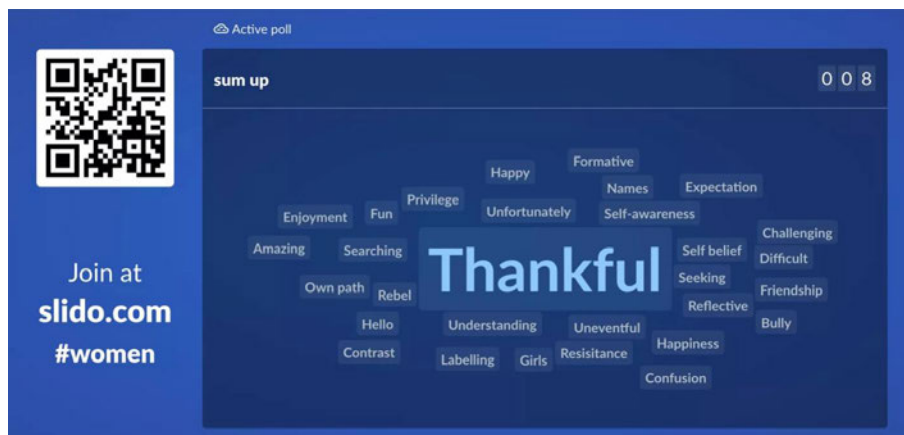 Active poll
sum up
008
Join at
slido.com
#women
Formative
Happy
Names
Expectation
Privilege
Enjoyment
Fun
Unfortunately
Self-awareness
Challenging
Amazing
Searching
Thankful
Self belief
Difficult
Own path
Rebel
Seeking
Reflective
Friendship
Hello
Understanding
Uneventful
Bully
Contrast
Labelling
Girls
Resisitance
Happiness
Confusion